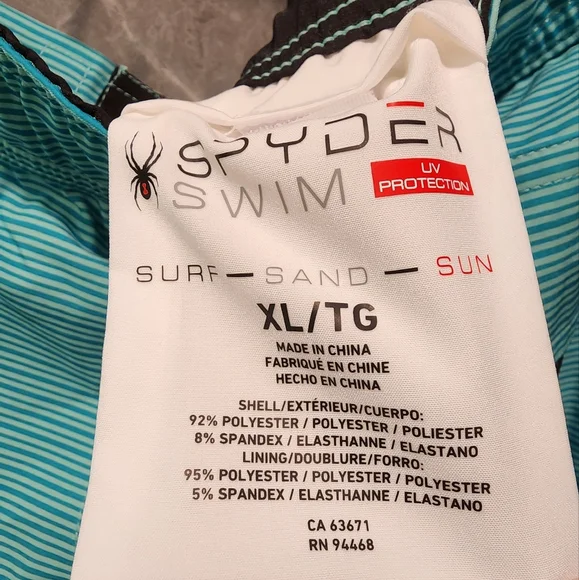 SPYDER
SWIM
UV
PROTECTION
SURF — SAND — SUN
XL/TG
MADE IN CHINA
FABRIQUÉ EN CHINE
HECHO EN CHINA
SHELL/EXTÉRIEUR/CUERPO:
92% POLYESTER / POLYESTER / POLIESTER
8% SPANDEX / ELASTHANNE / ELASTANO
LINING/DOUBLURE/FORRO:
95% POLYESTER / POLYESTER / POLYESTER
5% SPANDEX / ELASTHANNE / ELASTANO
CA 63671
RN 94468